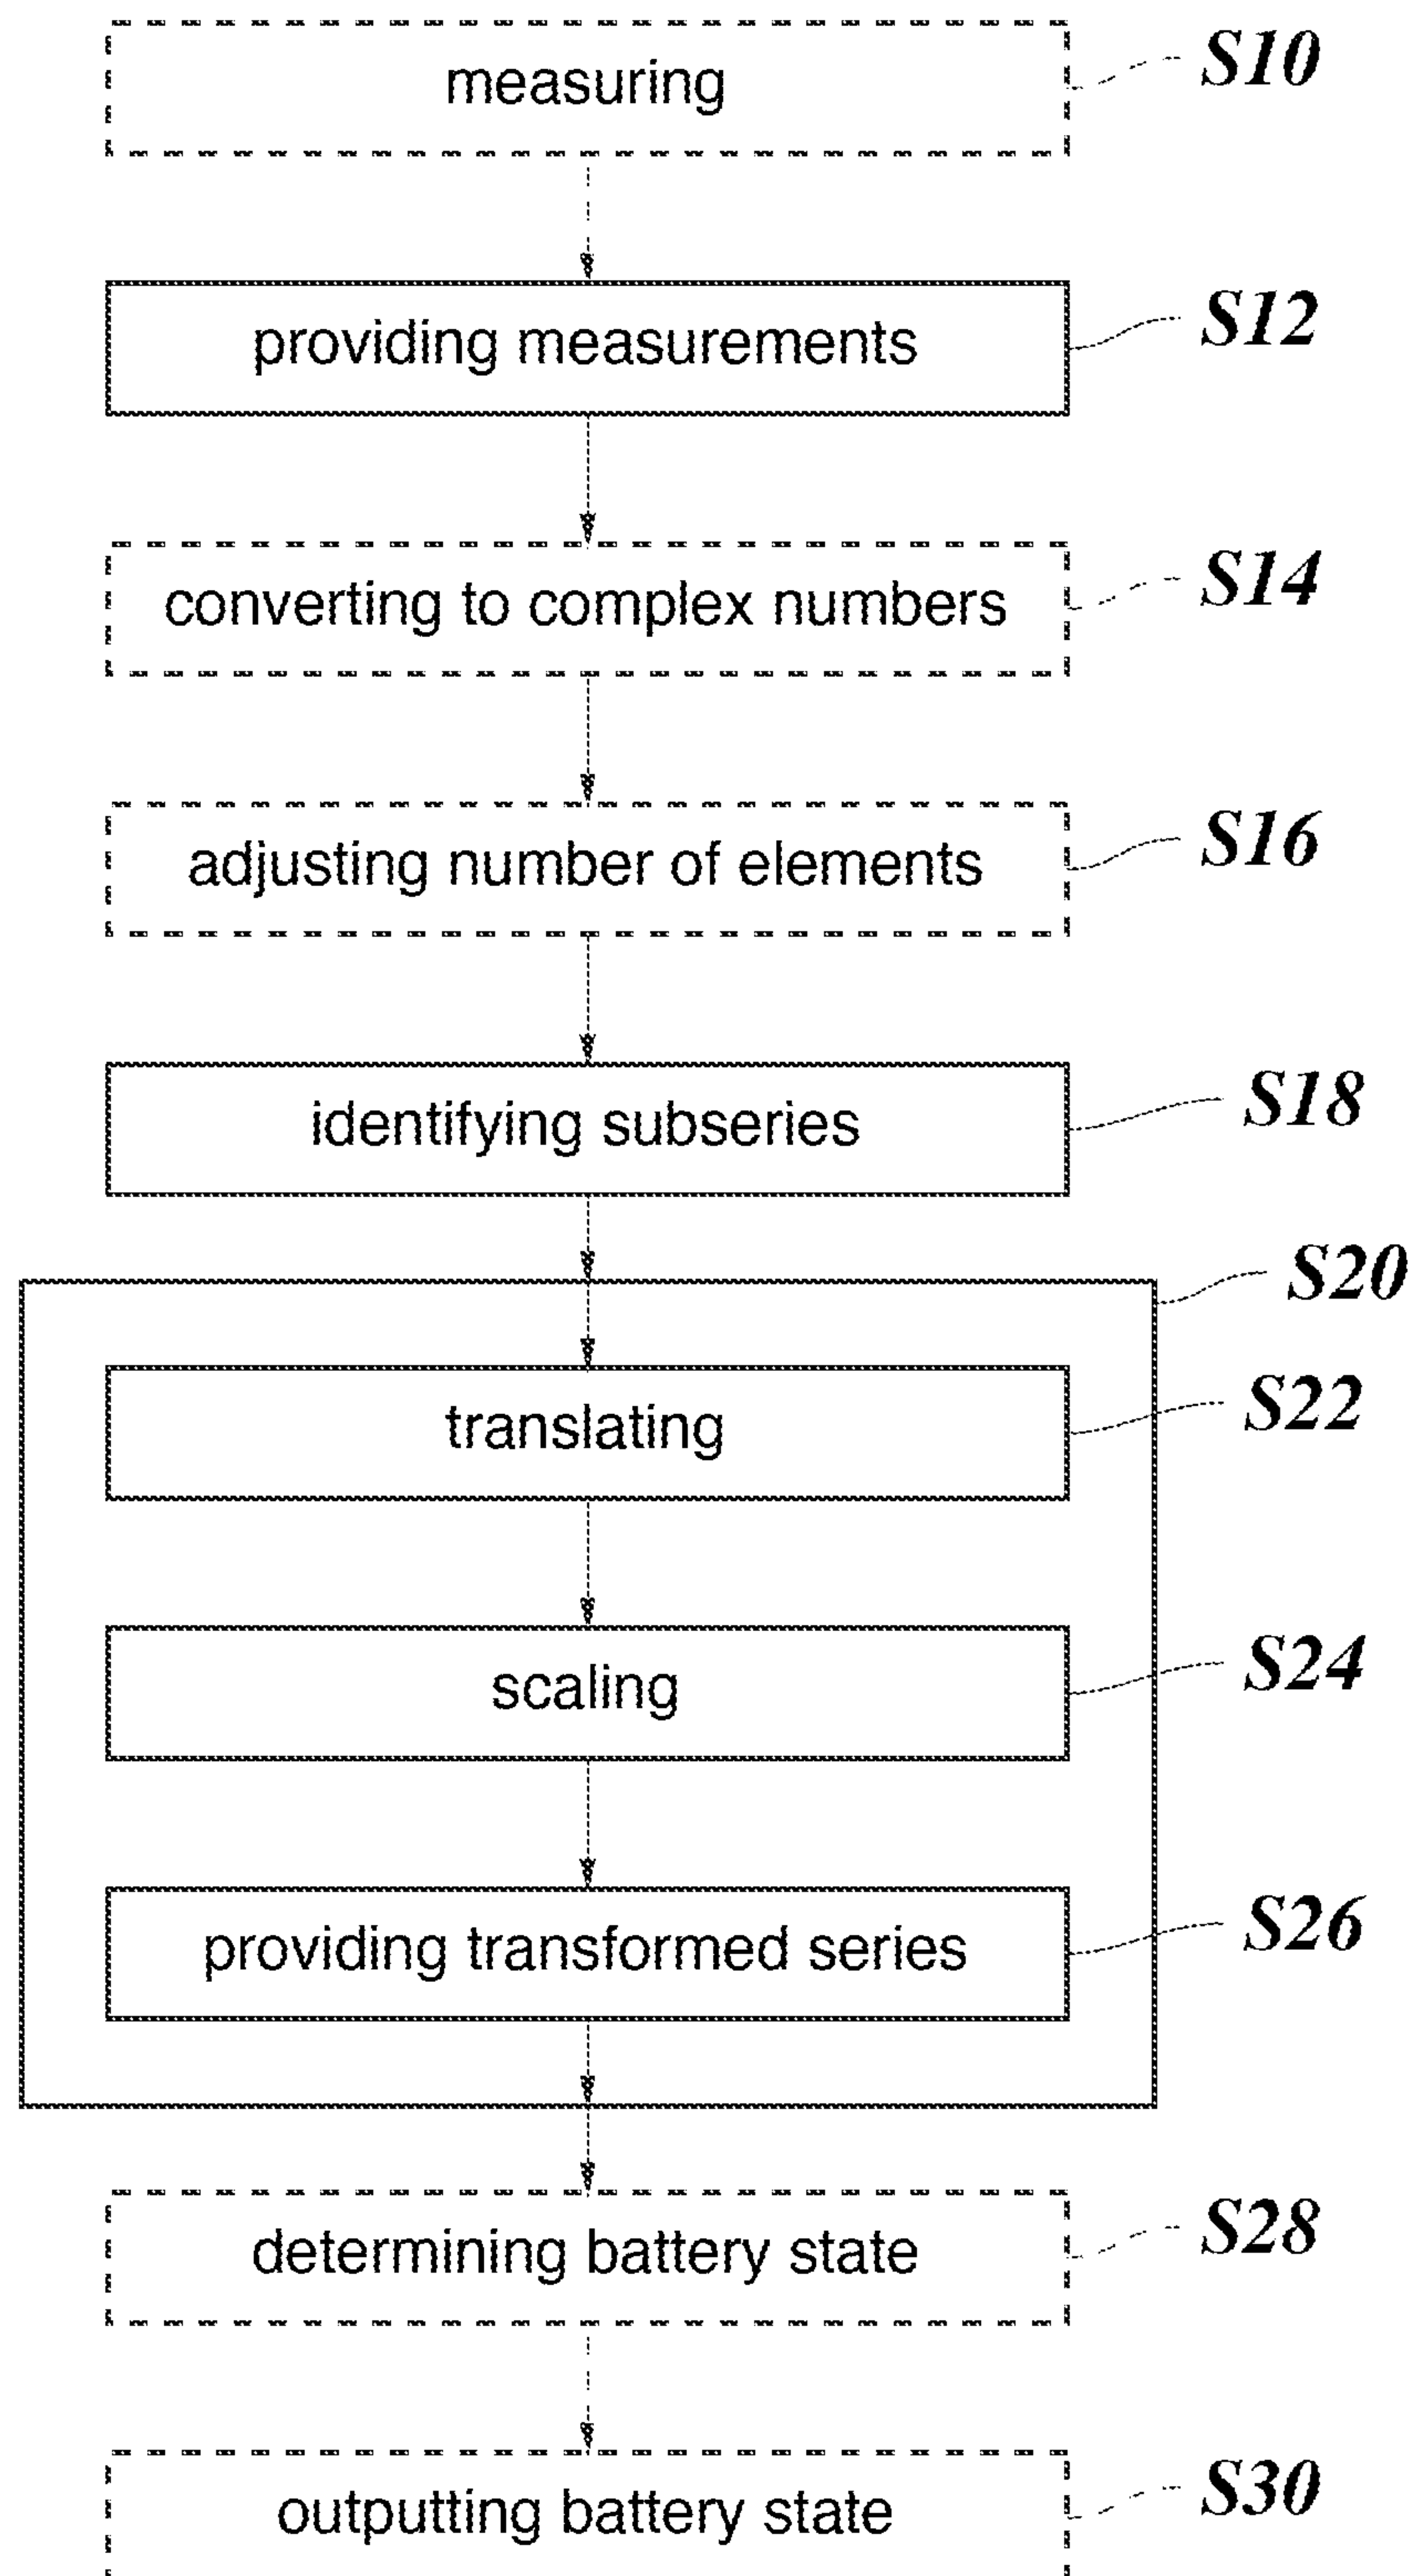 measuring S10
providing measurements S12
converting to complex numbers S14
adjusting number of elements S16
identifying subseries S18
S20
translating S22
scaling S24
providing transformed series S26
determining battery state S28
outputting battery state S30